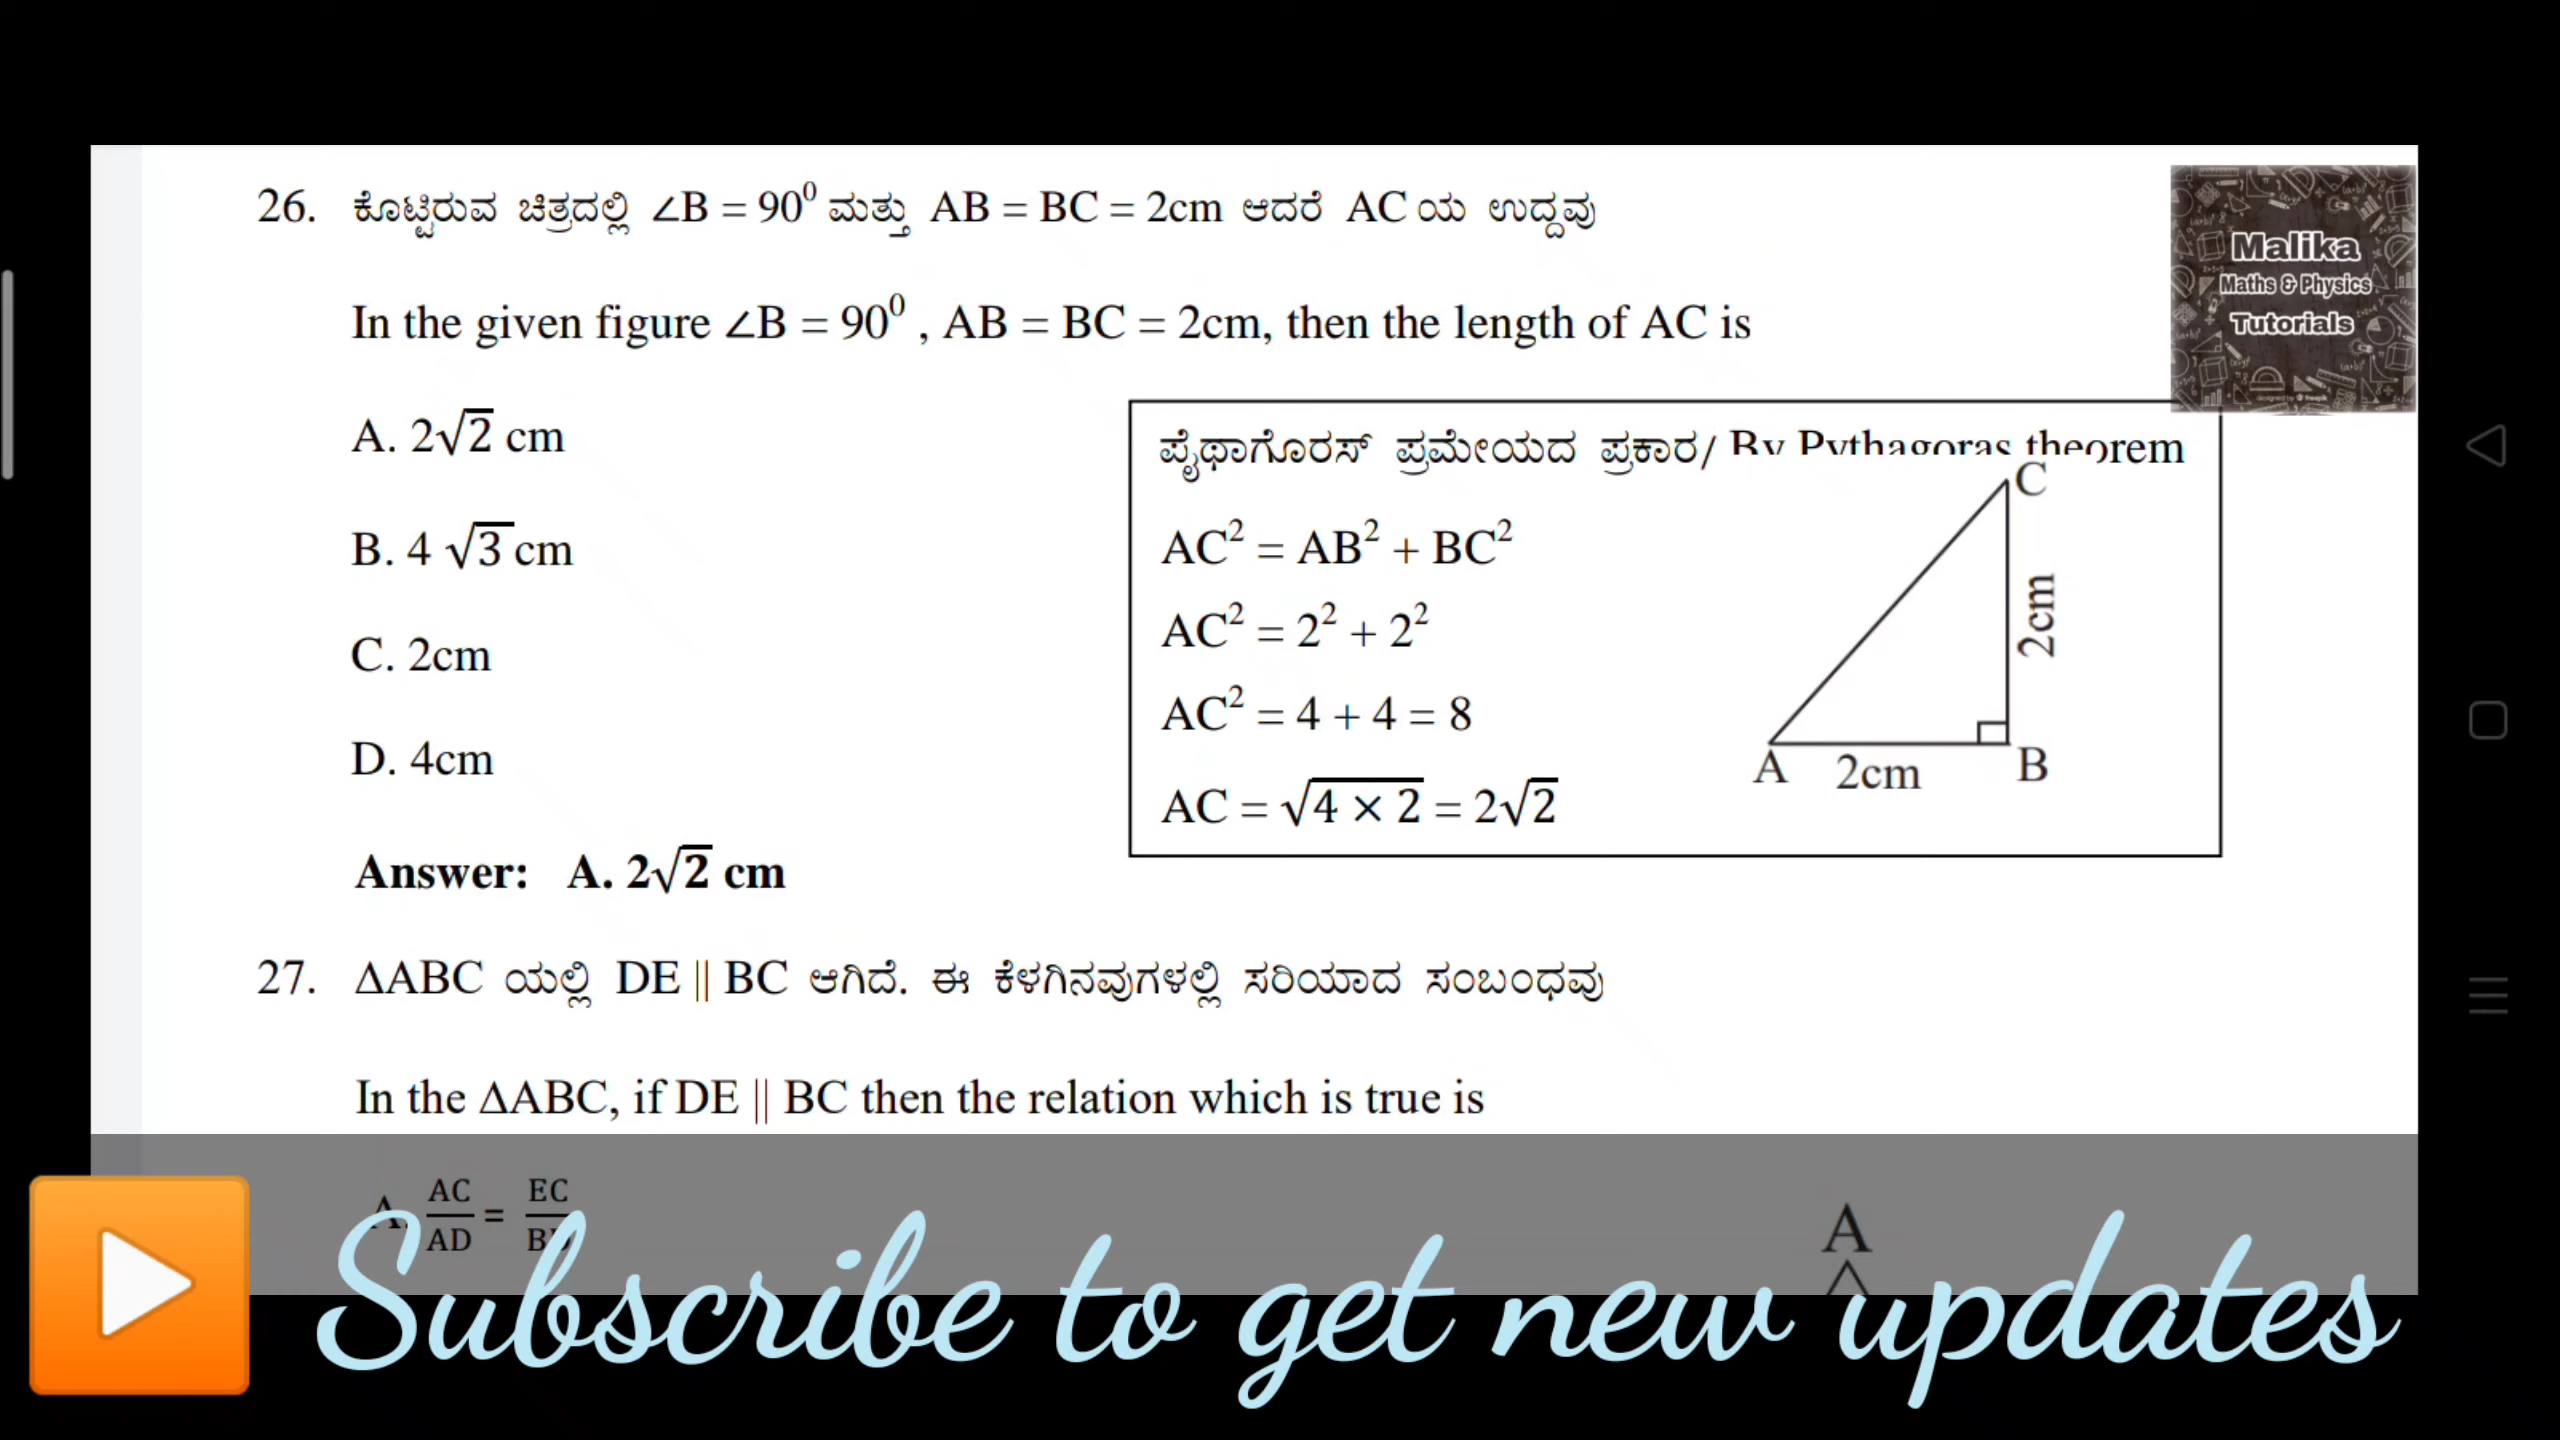 26. ಕೊಟ್ಟಿರುವ ಚಿತ್ರದಲ್ಲಿ ∠B = 90⁰ ಮತ್ತು AB = BC = 2cm ಆದರೆ AC ಯ ಉದ್ದವು
In the given figure ∠B = 90⁰ , AB = BC = 2cm, then the length of AC is
A. 2√2 cm
B. 4 √3 cm
C. 2cm
D. 4cm
Answer: A. 2√2 cm
ಪೈಥಾಗೊರಸ್ ಪ್ರಮೇಯದ ಪ್ರಕಾರ/ By Pythagoras theorem
AC² = AB² + BC²
AC² = 2² + 2²
AC² = 4 + 4 = 8
AC = √4 × 2 = 2√2
C
2cm
A 2cm B
Malika
Maths & Physics
Tutorials
27. ΔABC ಯಲ್ಲಿ DE || BC ಆಗಿದೆ. ಈ ಕೆಳಗಿನವುಗಳಲ್ಲಿ ಸರಿಯಾದ ಸಂಬಂಧವು
In the ΔABC, if DE || BC then the relation which is true is
A. AC/AD = EC/BD
A
Subscribe to get new updates